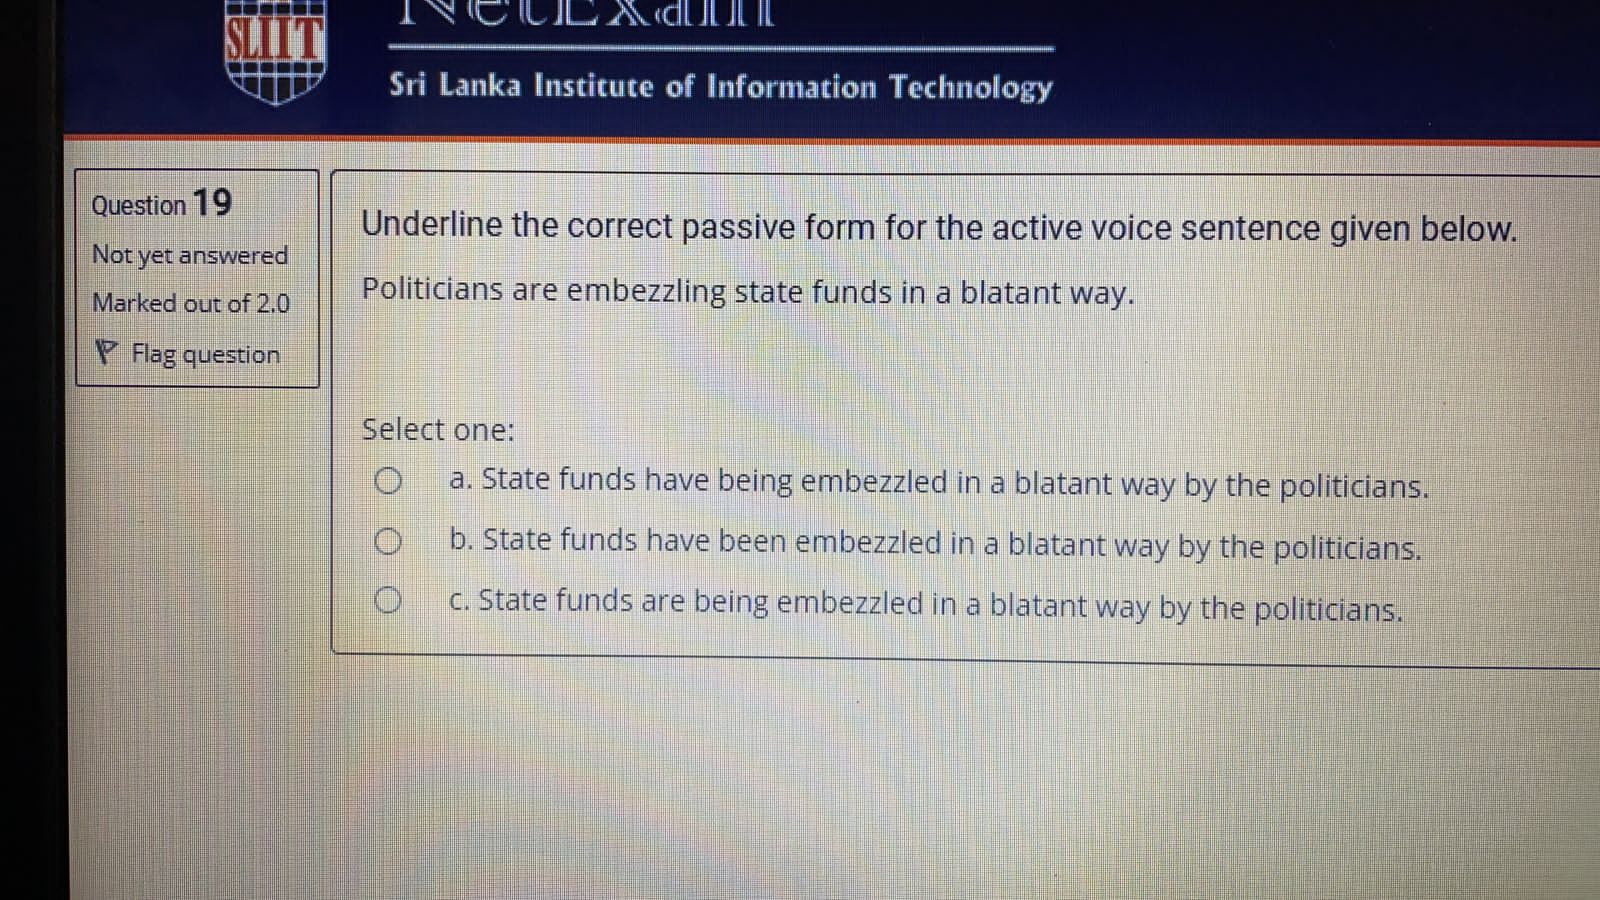 SLIIT
NetExam
Sri Lanka Institute of Information Technology
Question 19
Not yet answered
Marked out of 2.0
Flag question
Underline the correct passive form for the active voice sentence given below.
Politicians are embezzling state funds in a blatant way.
Select one:
a. State funds have being embezzled in a blatant way by the politicians.
b. State funds have been embezzled in a blatant way by the politicians.
c. State funds are being embezzled in a blatant way by the politicians.